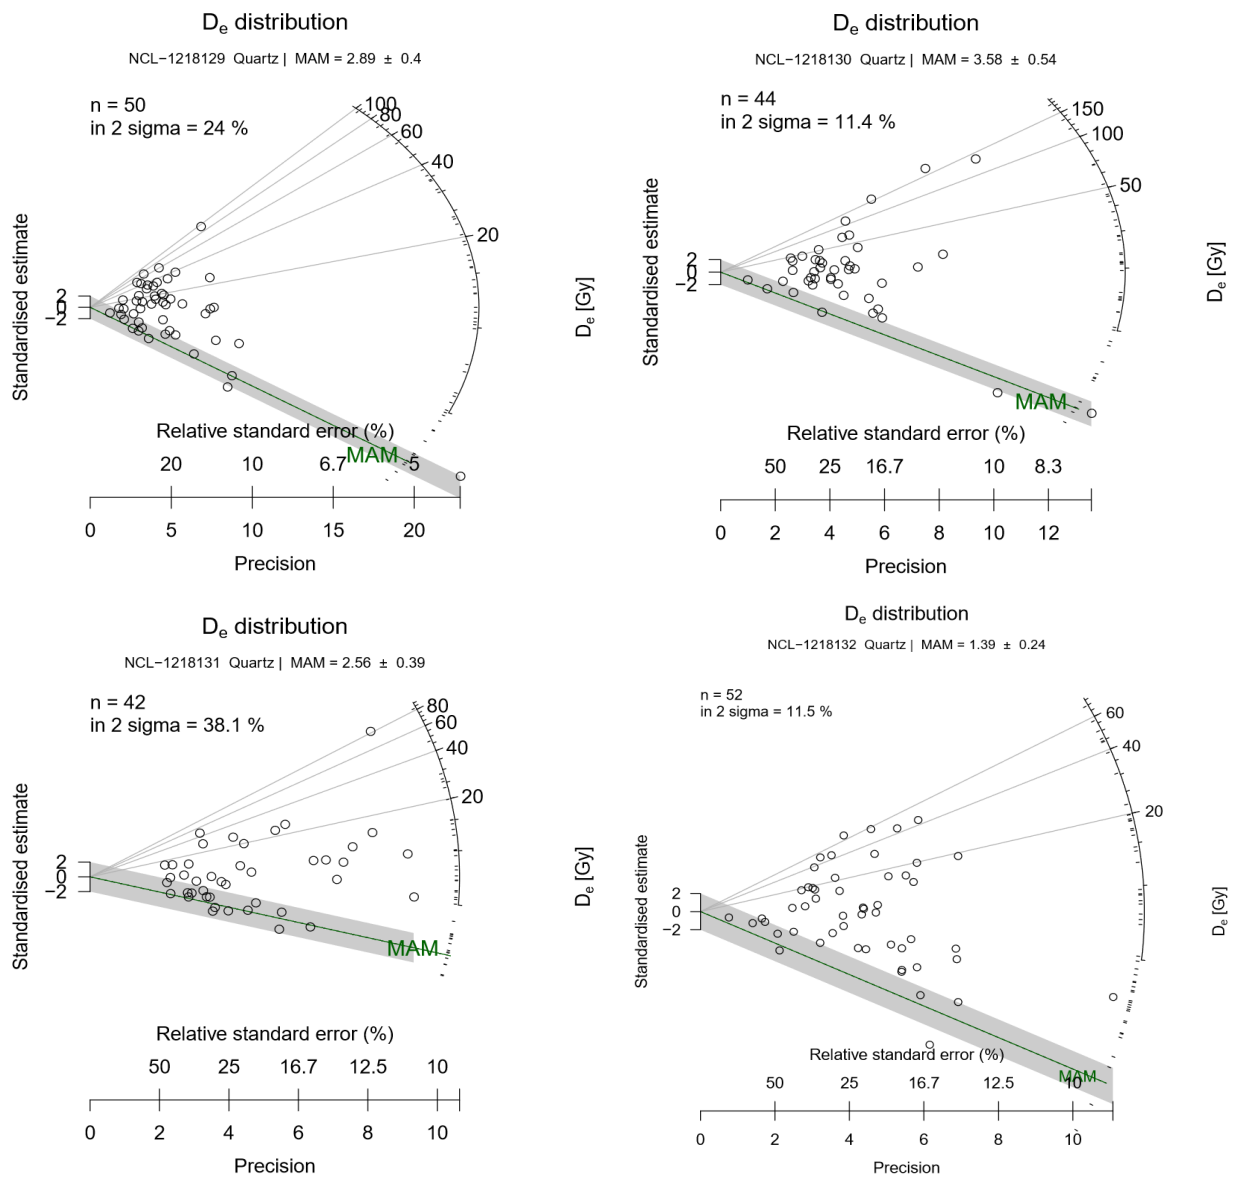 De distribution
NCL−1218129 Quartz | MAM = 2.89 ± 0.4
n = 50
in 2 sigma = 24 %
100
80
60
40
20
Standardised estimate
2
0
−2
De [Gy]
MAM
Relative standard error (%)
20 10 6.7 5
0 5 10 15 20
Precision
De distribution
NCL−1218130 Quartz | MAM = 3.58 ± 0.54
n = 44
in 2 sigma = 11.4 %
150
100
50
Standardised estimate
2
0
−2
De [Gy]
MAM
Relative standard error (%)
50 25 16.7 10 8.3
0 2 4 6 8 10 12
Precision
De distribution
NCL−1218131 Quartz | MAM = 2.56 ± 0.39
n = 42
in 2 sigma = 38.1 %
80
60
40
20
Standardised estimate
2
0
−2
De [Gy]
MAM
Relative standard error (%)
50 25 16.7 12.5 10
0 2 4 6 8 10
Precision
De distribution
NCL−1218132 Quartz | MAM = 1.39 ± 0.24
n = 52
in 2 sigma = 11.5 %
60
40
20
Standardised estimate
2
0
−2
De [Gy]
MAM
Relative standard error (%)
50 25 16.7 12.5 10
0 2 4 6 8 10
Precision